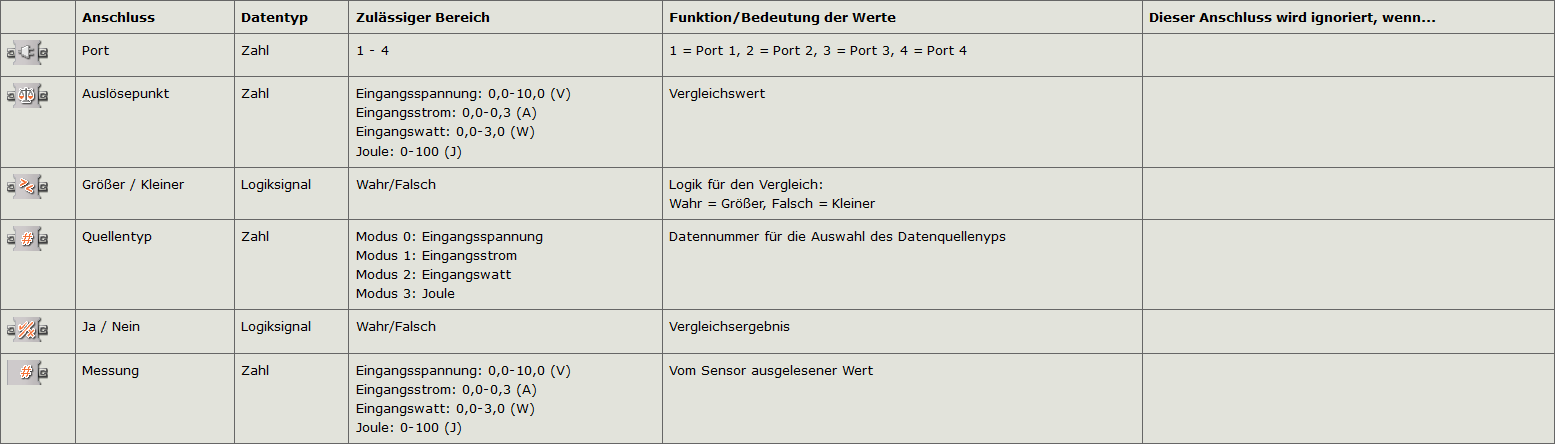 Anschluss Datentyp Zulässiger Bereich Funktion/Bedeutung der Werte Dieser Anschluss wird ignoriert, wenn...
Port Zahl 1 - 4 1 = Port 1, 2 = Port 2, 3 = Port 3, 4 = Port 4
Auslösepunkt Zahl Eingangsspannung: 0,0-10,0 (V) Vergleichswert
Eingangsstrom: 0,0-0,3 (A)
Eingangswatt: 0,0-3,0 (W)
Joule: 0-100 (J)
Größer / Kleiner Logiksignal Wahr/Falsch Logik für den Vergleich:
Wahr = Größer, Falsch = Kleiner
Quellentyp Zahl Modus 0: Eingangsspannung Datennummer für die Auswahl des Datenquellenyps
Modus 1: Eingangsstrom
Modus 2: Eingangswatt
Modus 3: Joule
Ja / Nein Logiksignal Wahr/Falsch Vergleichsergebnis
Messung Zahl Eingangsspannung: 0,0-10,0 (V) Vom Sensor ausgelesener Wert
Eingangsstrom: 0,0-0,3 (A)
Eingangswatt: 0,0-3,0 (W)
Joule: 0-100 (J)